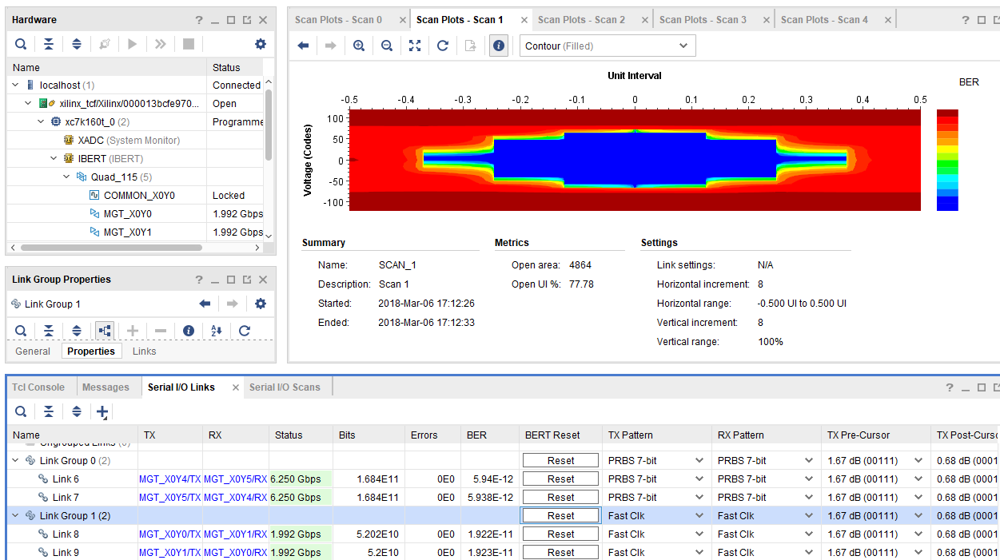 Hardware
Name Status
localhost (1) Connected
xilinx_tcf/Xilinx/000013bcfe970... Open
xc7k160t_0 (2) Programme
XADC (System Monitor)
IBERT (IBERT)
Quad_115 (5)
COMMON_X0Y0 Locked
MGT_X0Y0 1.992 Gbps
MGT_X0Y1 1.992 Gbps
Link Group Properties
Link Group 1
General Properties Links
Scan Plots - Scan 0 Scan Plots - Scan 1 Scan Plots - Scan 2 Scan Plots - Scan 3 Scan Plots - Scan 4
Contour (Filled)
Unit Interval
BER
-0.5 -0.4 -0.3 -0.2 -0.1 0 0.1 0.2 0.3 0.4 0.5
Voltage (Codes)
100
50
0
-50
-100
Summary
Name: SCAN_1
Description: Scan 1
Started: 2018-Mar-06 17:12:26
Ended: 2018-Mar-06 17:12:33
Metrics
Open area: 4864
Open UI %: 77.78
Settings
Link settings: N/A
Horizontal increment: 8
Horizontal range: -0.500 UI to 0.500 UI
Vertical increment: 8
Vertical range: 100%
Tcl Console Messages Serial I/O Links Serial I/O Scans
Name TX RX Status Bits Errors BER BERT Reset TX Pattern RX Pattern TX Pre-Cursor TX Post-Curso
Ungrouped Links (0)
Link Group 0 (2) Reset PRBS 7-bit PRBS 7-bit 1.67 dB (00111) 0.68 dB (0001
Link 6 MGT_X0Y4/TX MGT_X0Y5/RX 6.250 Gbps 1.684E11 0E0 5.94E-12 Reset PRBS 7-bit PRBS 7-bit 1.67 dB (00111) 0.68 dB (0001
Link 7 MGT_X0Y5/TX MGT_X0Y4/RX 6.250 Gbps 1.684E11 0E0 5.938E-12 Reset PRBS 7-bit PRBS 7-bit 1.67 dB (00111) 0.68 dB (0001
Link Group 1 (2) Reset Fast Clk Fast Clk 1.67 dB (00111) 0.68 dB (0001
Link 8 MGT_X0Y0/TX MGT_X0Y1/RX 1.992 Gbps 5.202E10 0E0 1.922E-11 Reset Fast Clk Fast Clk 1.67 dB (00111) 0.68 dB (0001
Link 9 MGT_X0Y1/TX MGT_X0Y0/RX 1.992 Gbps 5.2E10 0E0 1.923E-11 Reset Fast Clk Fast Clk 1.67 dB (00111) 0.68 dB (0001